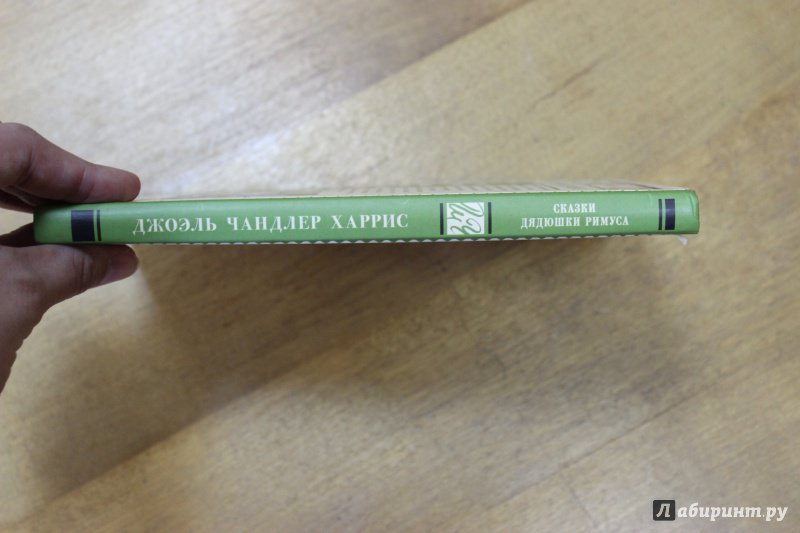 ДЖОЭЛЬ ЧАНДЛЕР ХАРРИС
СКАЗКИ
ДЯДЮШКИ РИМУСА
Лабиринт.ру